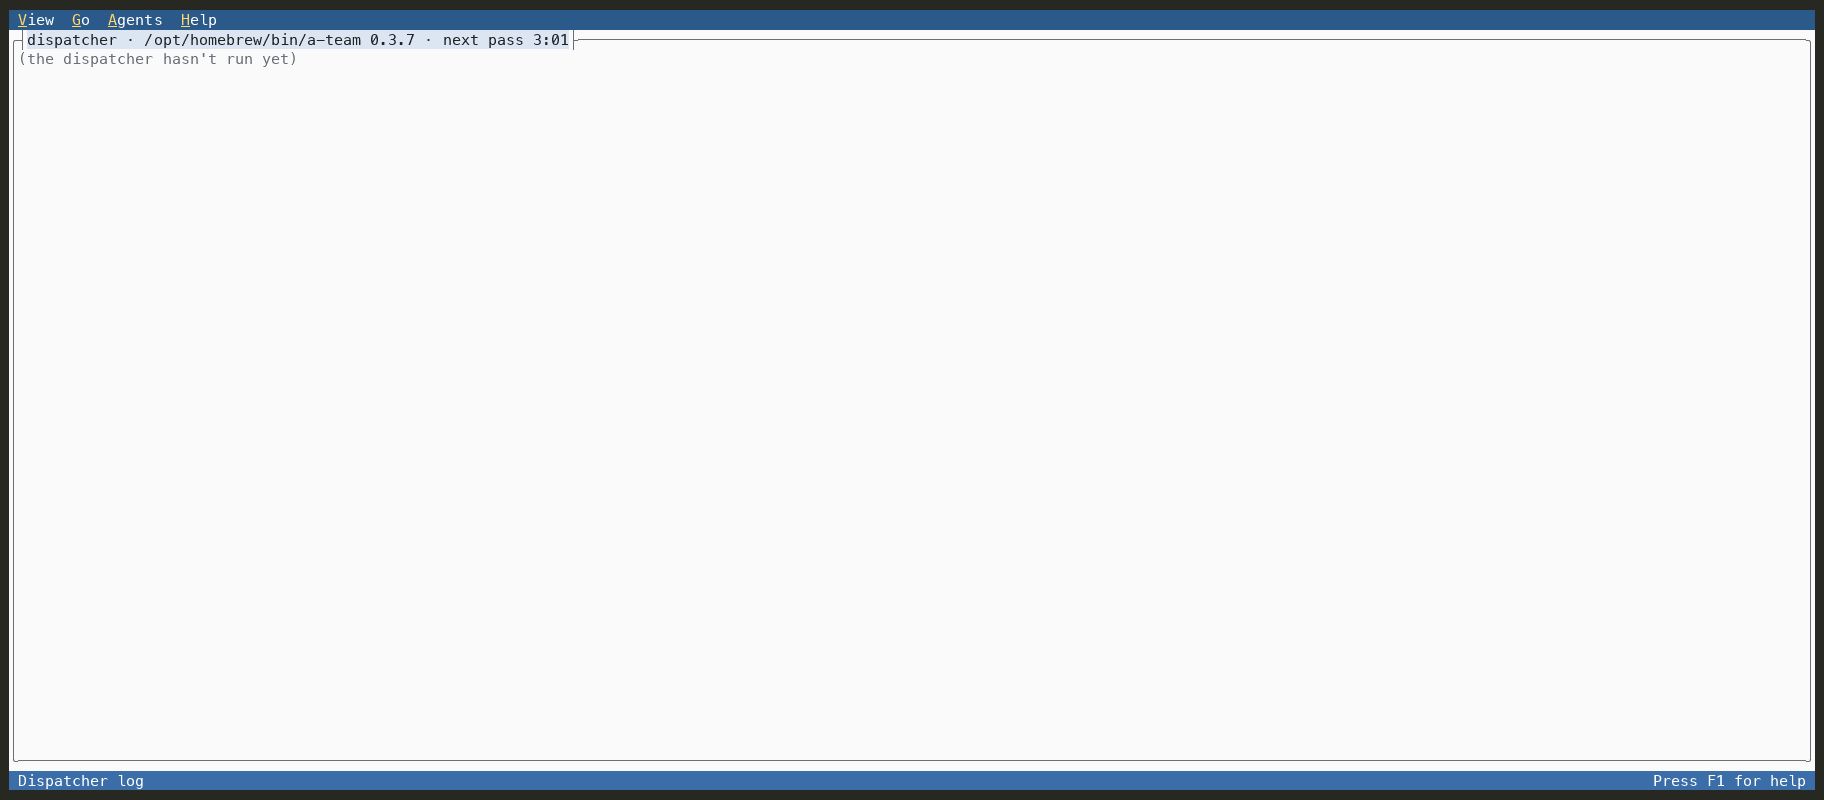 View  Go  Agents  Help
dispatcher · /opt/homebrew/bin/a-team 0.3.7 · next pass 3:01
(the dispatcher hasn't run yet)
Dispatcher log  Press F1 for help